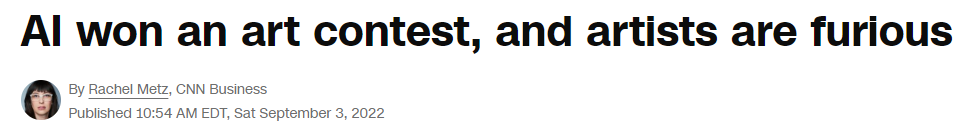 AI won an art contest, and artists are furious
By Rachel Metz, CNN Business
Published 10:54 AM EDT, Sat September 3, 2022